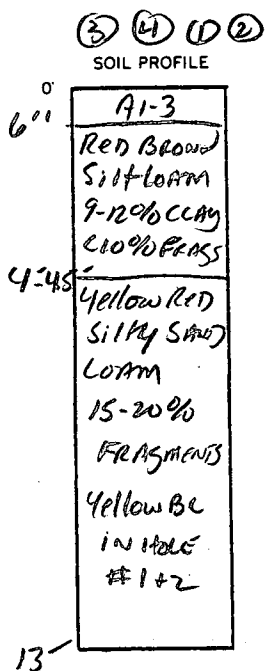 ③ ④ ① ②
SOIL PROFILE
0'
A1-3
6"
Red Brown
Silt Loam
9-12% CLAY
<10% FRAGS
4'-4.5'
Yellow Red
Silty Sand
Loam
15-20%
FRAGMENTS
Yellow BR
IN HOLE
#1+2
13'